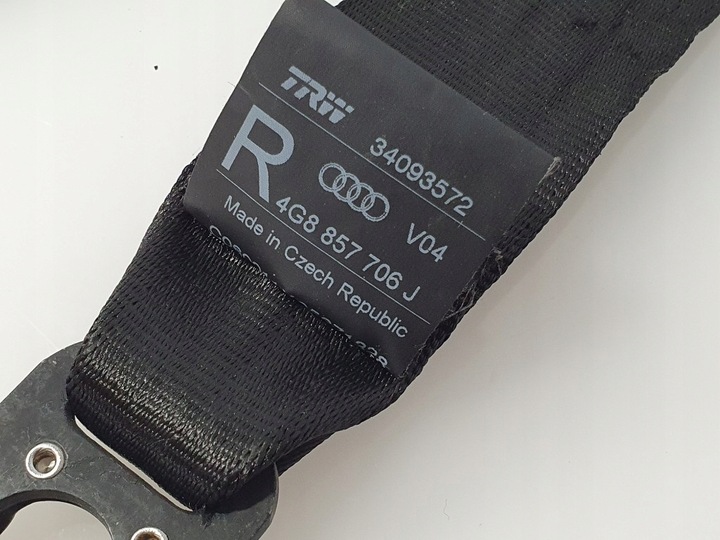 TRW
34093572
R
V04
4G8 857 706 J
Made in Czech Republic